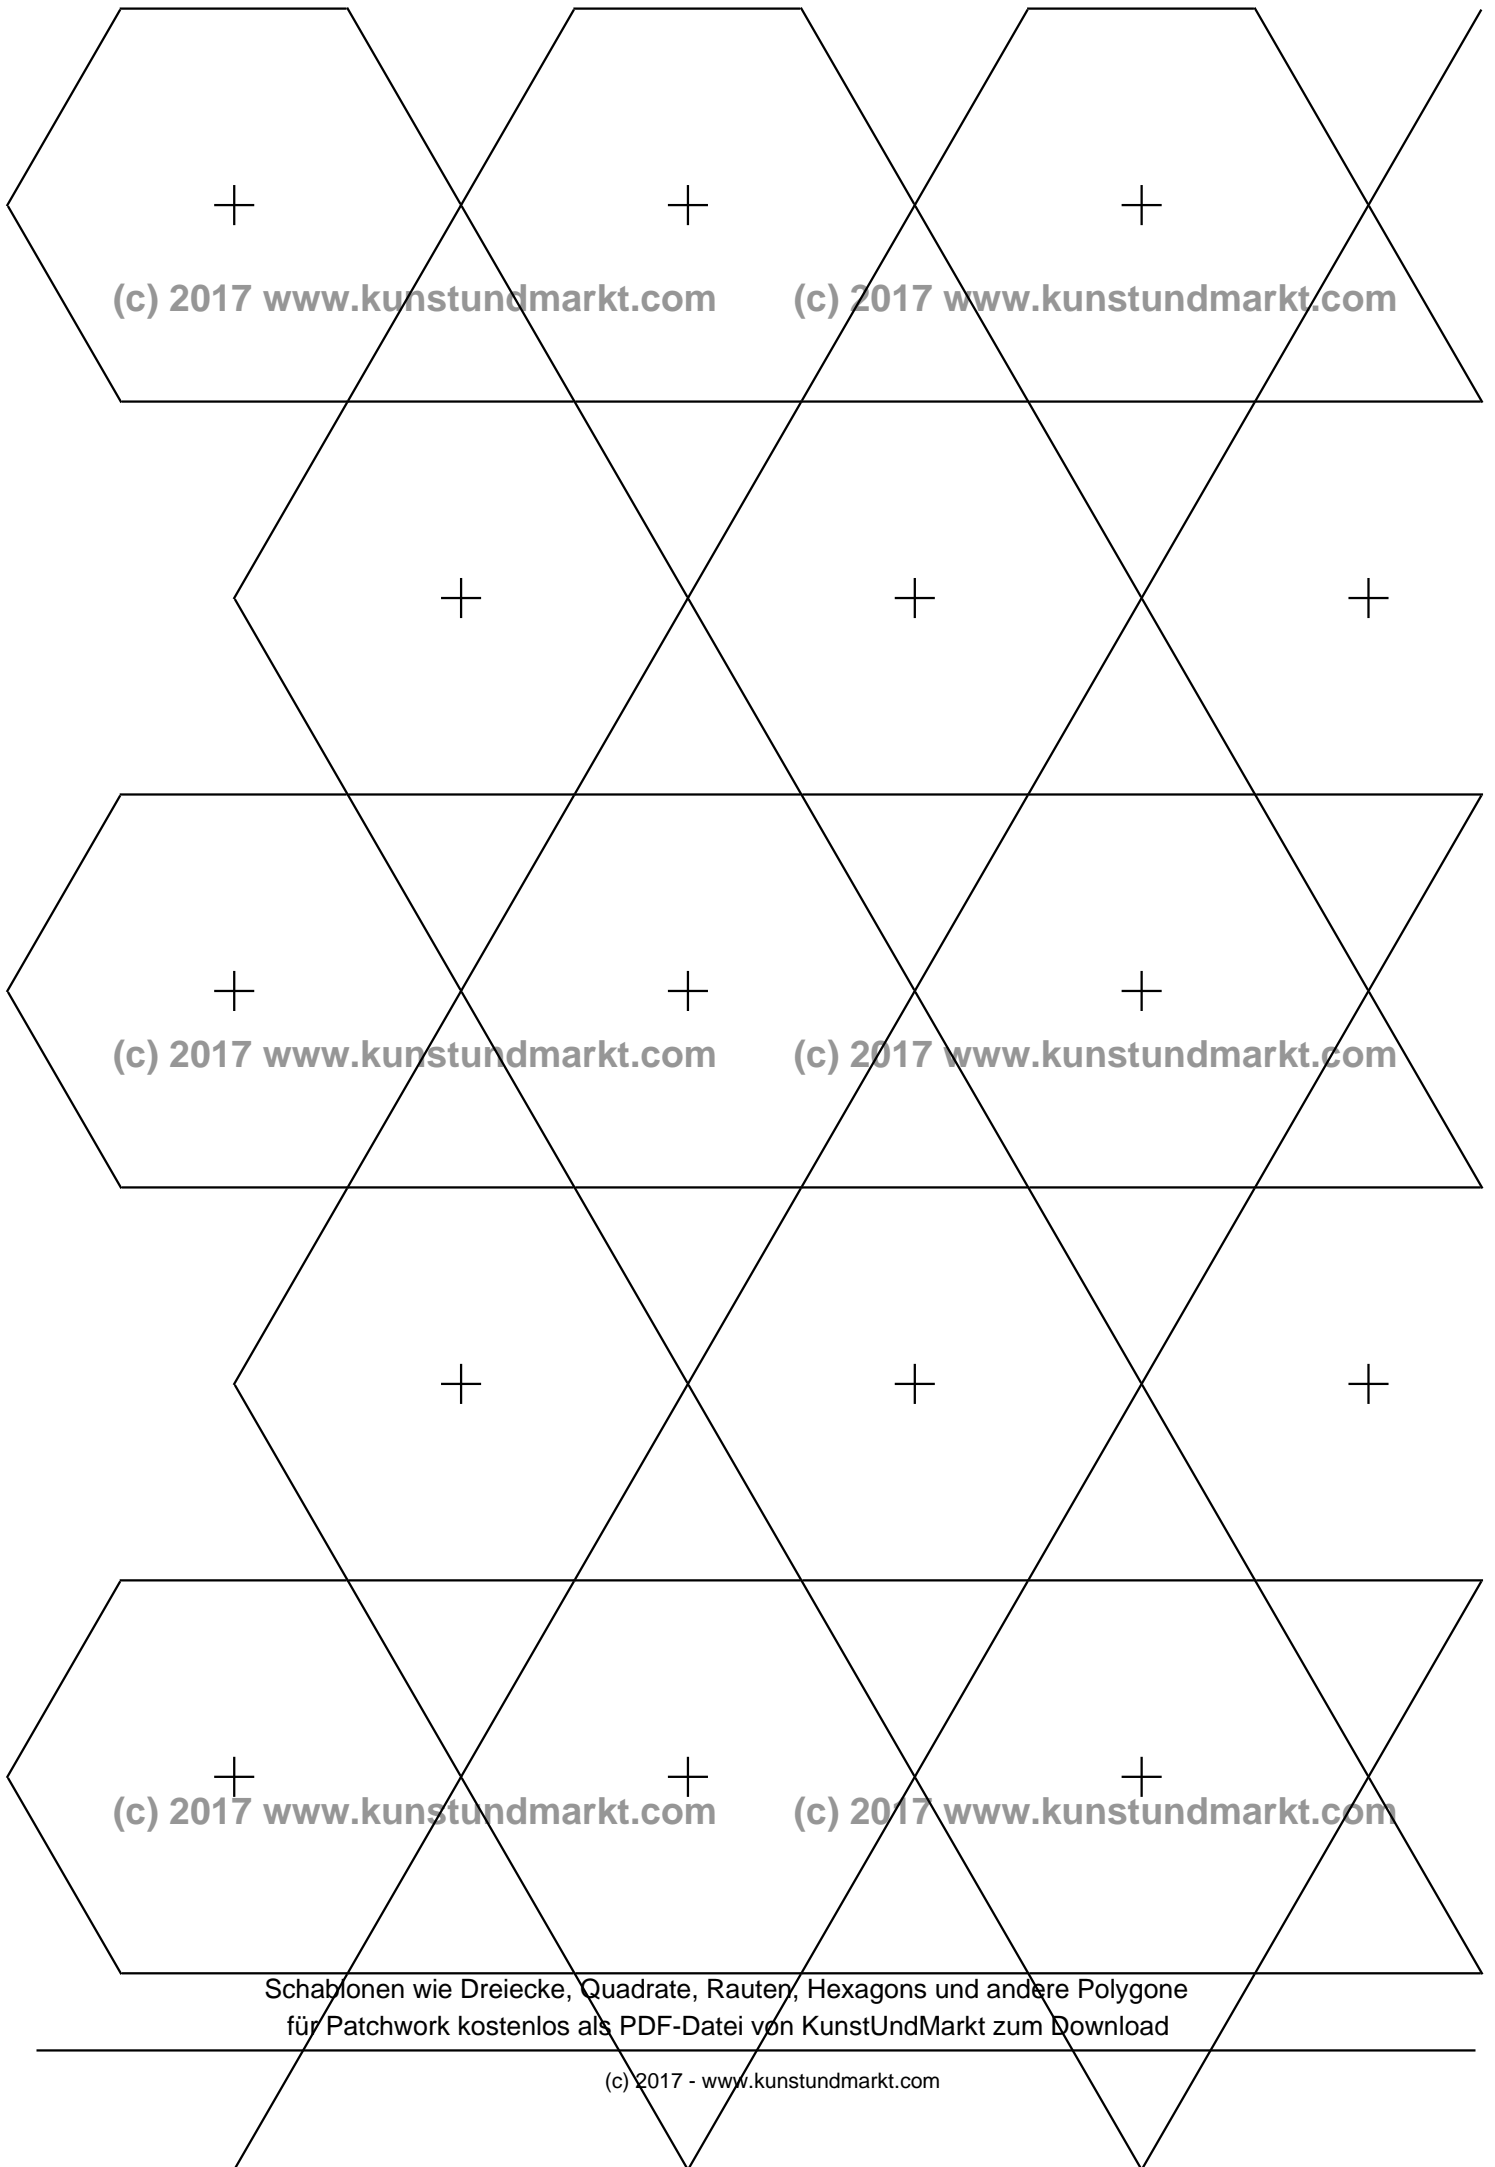 (c) 2017 www.kunstundmarkt.com (c) 2017 www.kunstundmarkt.com
(c) 2017 www.kunstundmarkt.com (c) 2017 www.kunstundmarkt.com
(c) 2017 www.kunstundmarkt.com (c) 2017 www.kunstundmarkt.com
Schablonen wie Dreiecke, Quadrate, Rauten, Hexagons und andere Polygone
für Patchwork kostenlos als PDF-Datei von KunstUndMarkt zum Download
(c) 2017 - www.kunstundmarkt.com